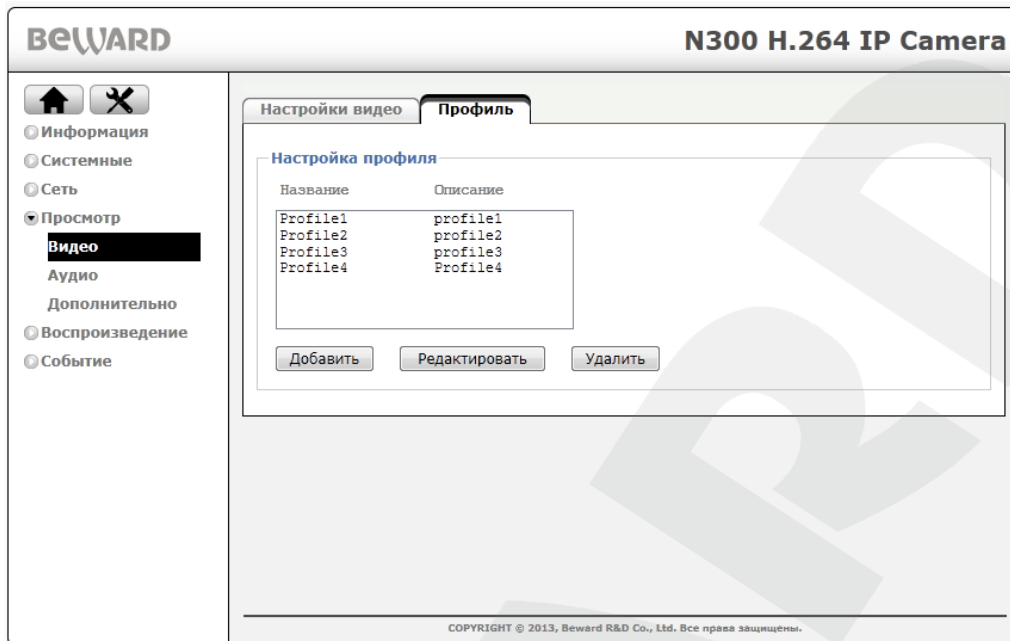 BEWARD
N300 H.264 IP Camera
Информация
Системные
Сеть
Просмотр
Видео
Аудио
Дополнительно
Воспроизведение
Событие
Настройки видео Профиль
Настройка профиля
Название Описание
Profile1 profile1
Profile2 profile2
Profile3 profile3
Profile4 Profile4
Добавить Редактировать Удалить
COPYRIGHT © 2013, Beward R&D Co., Ltd. Все права защищены.